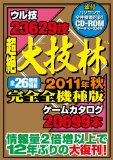 ウル技
23629技
超絶
大技林
全26機種
2011年秋
完全全機種版
ゲームカタログ
20699本
情報量2倍増以上で
12年ぶりの大復刊!
CD-ROM